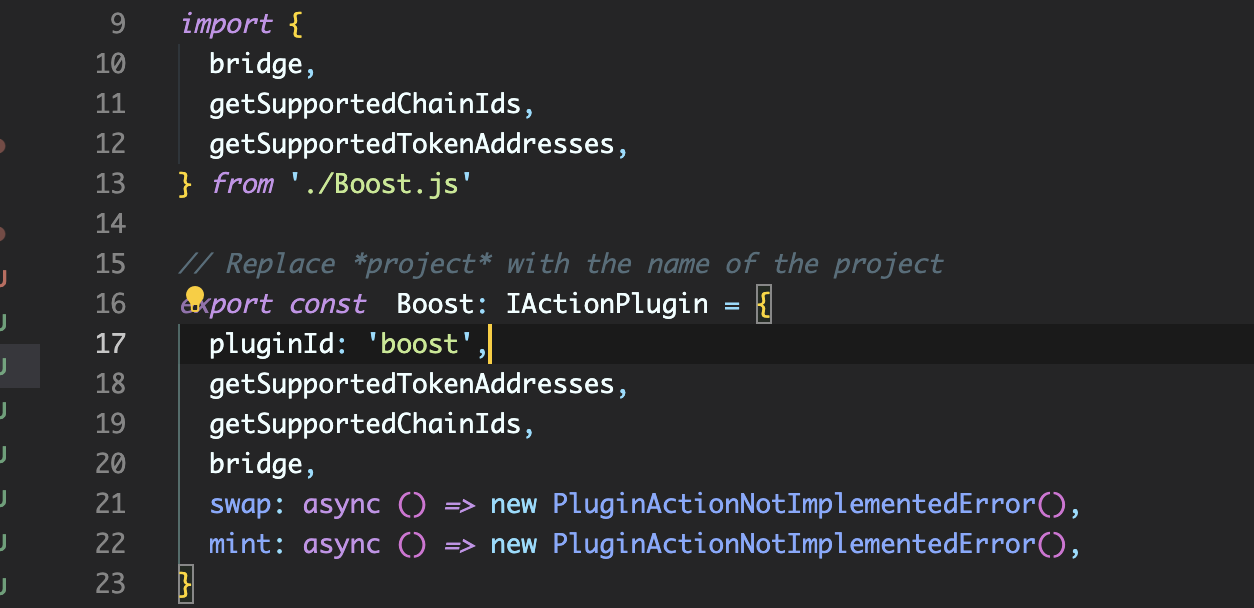 9 import {
10 bridge,
11 getSupportedChainIds,
12 getSupportedTokenAddresses,
13 } from './Boost.js'
14
15 // Replace *project* with the name of the project
16 export const  Boost: IActionPlugin = {
17 pluginId: 'boost',
18 getSupportedTokenAddresses,
19 getSupportedChainIds,
20 bridge,
21 swap: async () => new PluginActionNotImplementedError(),
22 mint: async () => new PluginActionNotImplementedError(),
23 }